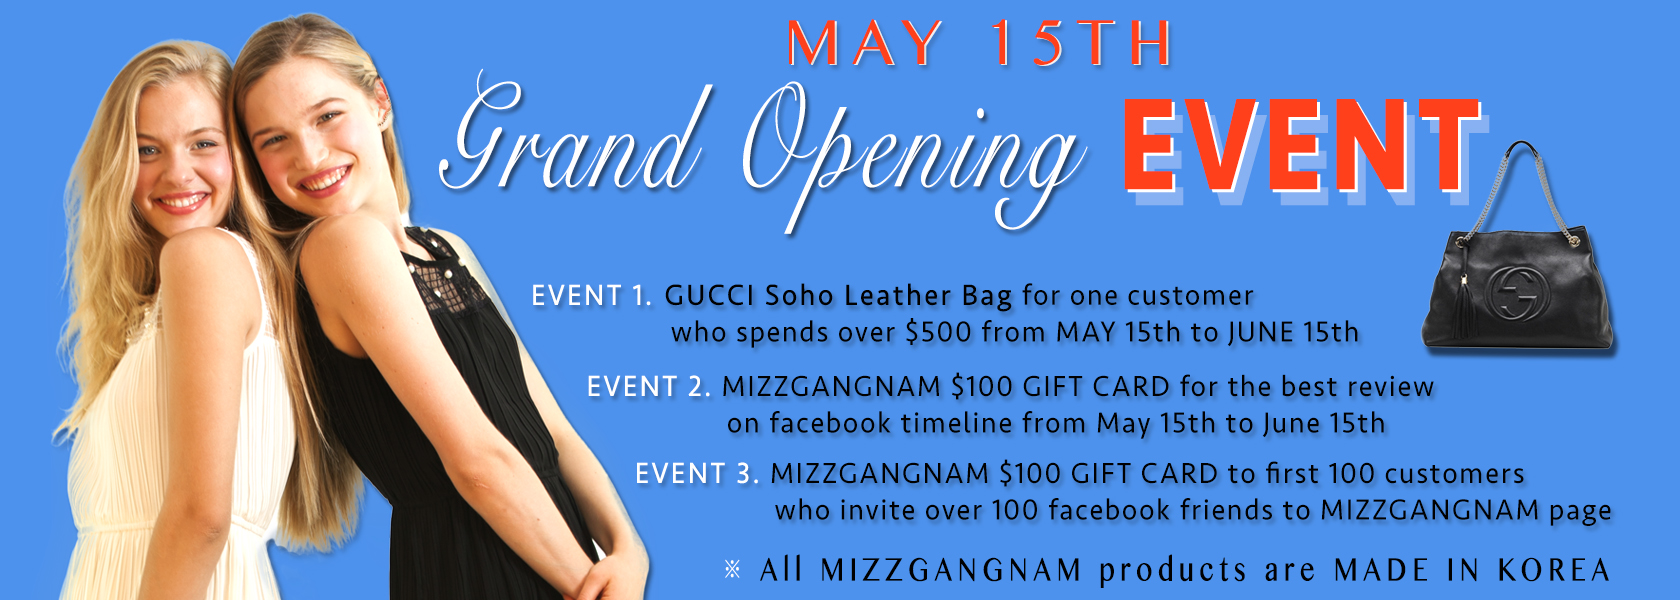 MAY 15TH
Grand Opening EVENT
EVENT 1. GUCCI Soho Leather Bag for one customer
who spends over $500 from MAY 15th to JUNE 15th
EVENT 2. MIZZGANGNAM $100 GIFT CARD for the best review
on facebook timeline from May 15th to June 15th
EVENT 3. MIZZGANGNAM $100 GIFT CARD to first 100 customers
who invite over 100 facebook friends to MIZZGANGNAM page
※ All MIZZGANGNAM products are MADE IN KOREA